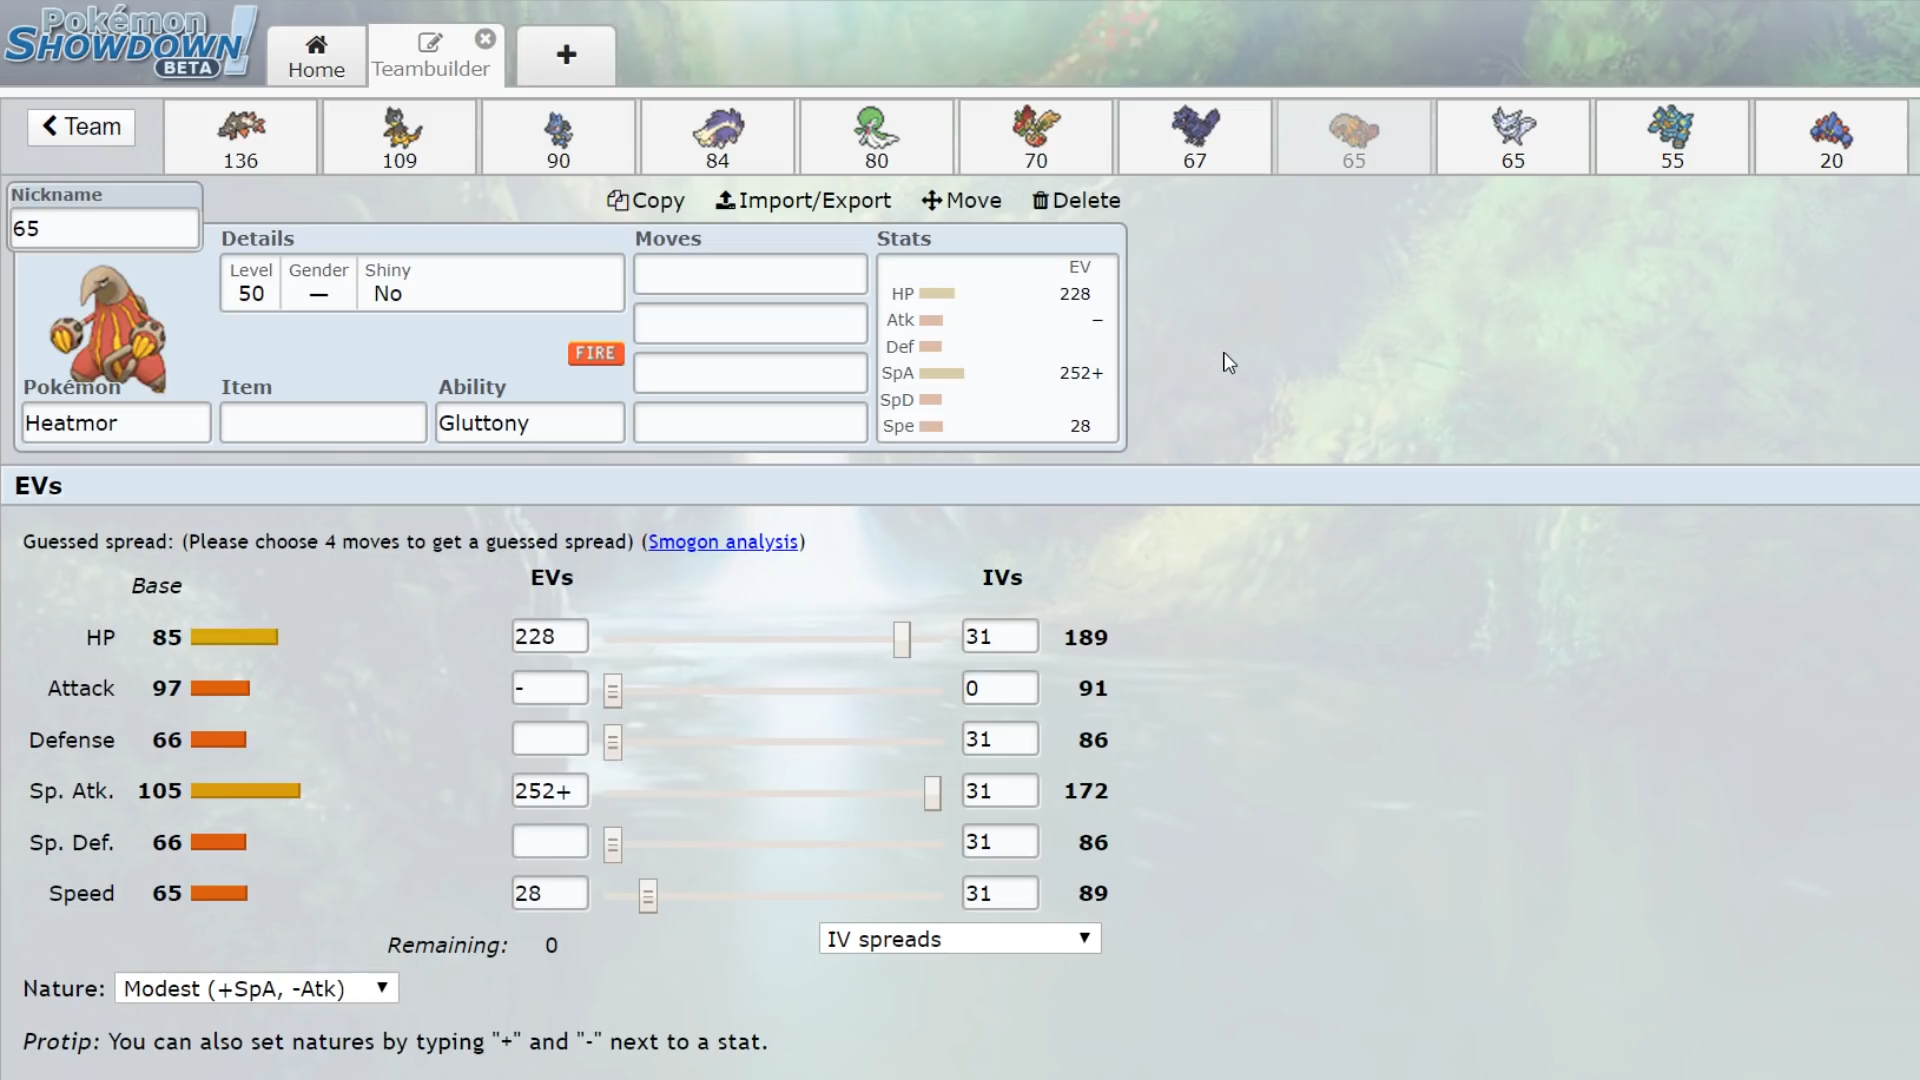 Pokémon
SHOWDOWN!
BETA
Home
Teambuilder
+
Team
136
109
90
84
80
70
67
65
65
55
20
Nickname
65
Copy
Import/Export
Move
Delete
Details
Moves
Stats
Level
Gender
Shiny
50
—
No
EV
HP
228
Atk
–
Def
SpA
252+
SpD
Spe
28
FIRE
Pokémon
Item
Ability
Heatmor
Gluttony
EVs
Guessed spread: (Please choose 4 moves to get a guessed spread) (Smogon analysis)
Base
EVs
IVs
HP 85 228 31 189
Attack 97 - 0 91
Defense 66 31 86
Sp. Atk. 105 252+ 31 172
Sp. Def. 66 31 86
Speed 65 28 31 89
Remaining: 0
IV spreads
Nature: Modest (+SpA, -Atk)
Protip: You can also set natures by typing "+" and "-" next to a stat.